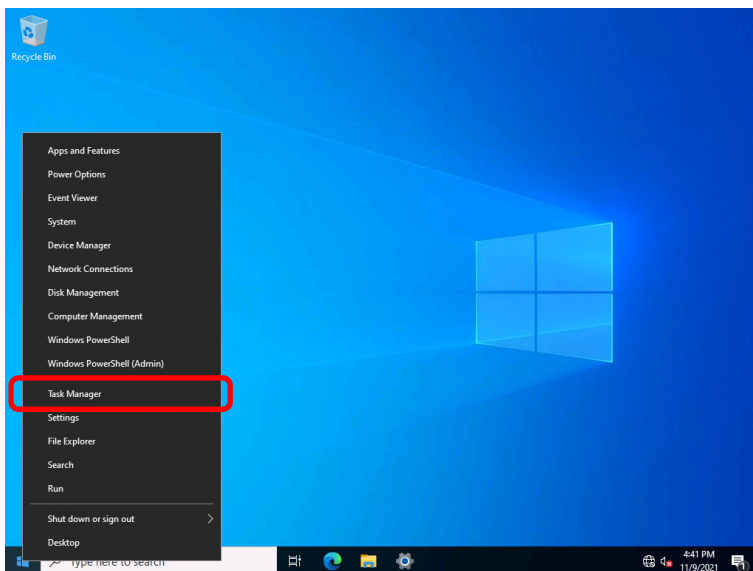 Recycle Bin
Apps and Features
Power Options
Event Viewer
System
Device Manager
Network Connections
Disk Management
Computer Management
Windows PowerShell
Windows PowerShell (Admin)
Task Manager
Settings
File Explorer
Search
Run
Shut down or sign out
Desktop
Type here to search
4:41 PM
11/9/2021